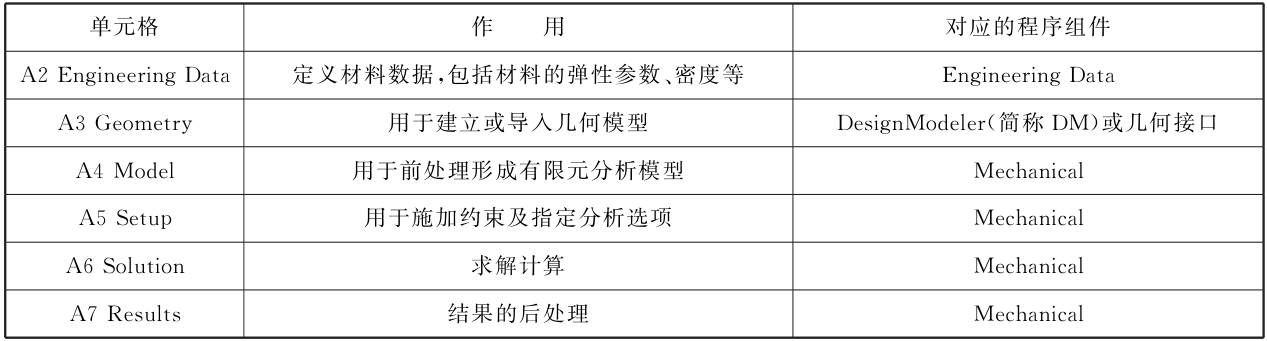 单元格 作 用 对应的程序组件
A2 Engineering Data 定义材料数据,包括材料的弹性参数、密度等 Engineering Data
A3 Geometry 用于建立或导入几何模型 DesignModeler(简称 DM)或几何接口
A4 Model 用于前处理形成有限元分析模型 Mechanical
A5 Setup 用于施加约束及指定分析选项 Mechanical
A6 Solution 求解计算 Mechanical
A7 Results 结果的后处理 Mechanical